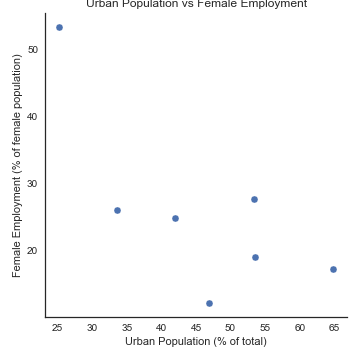 Urban Population vs Female Employment
Female Employment (% of female population)
50
40
30
20
25 30 35 40 45 50 55 60 65
Urban Population (% of total)